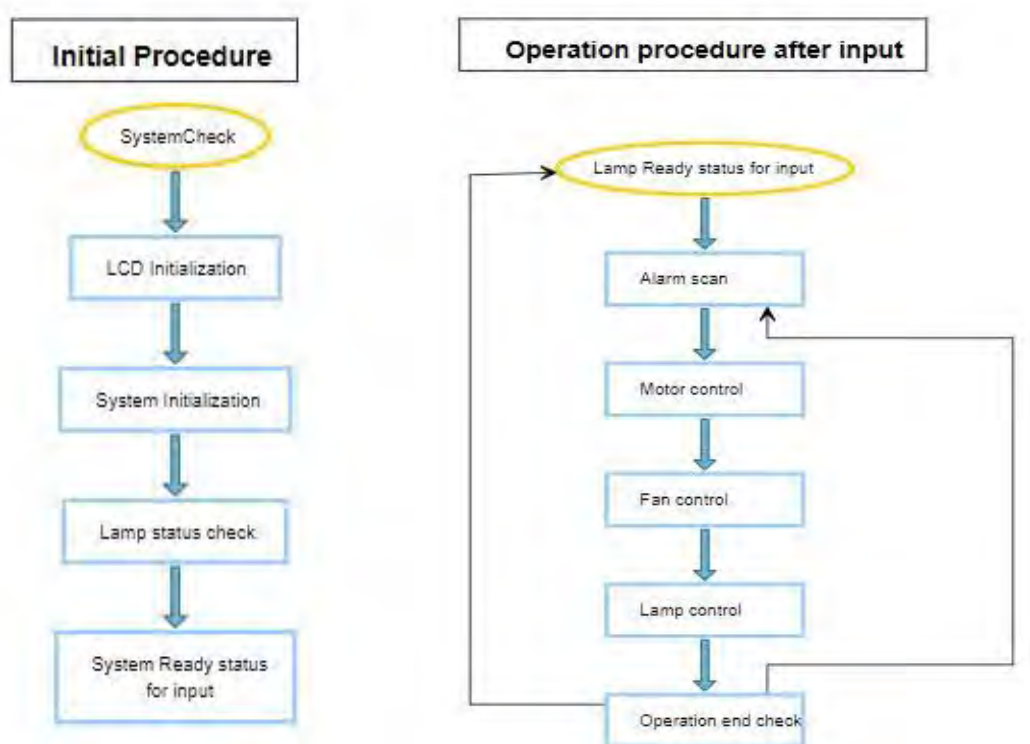 Initial Procedure
SystemCheck
LCD Initialization
System Initialization
Lamp status check
System Ready status
for input
Operation procedure after input
Lamp Ready status for input
Alarm scan
Motor control
Fan control
Lamp control
Operation end check